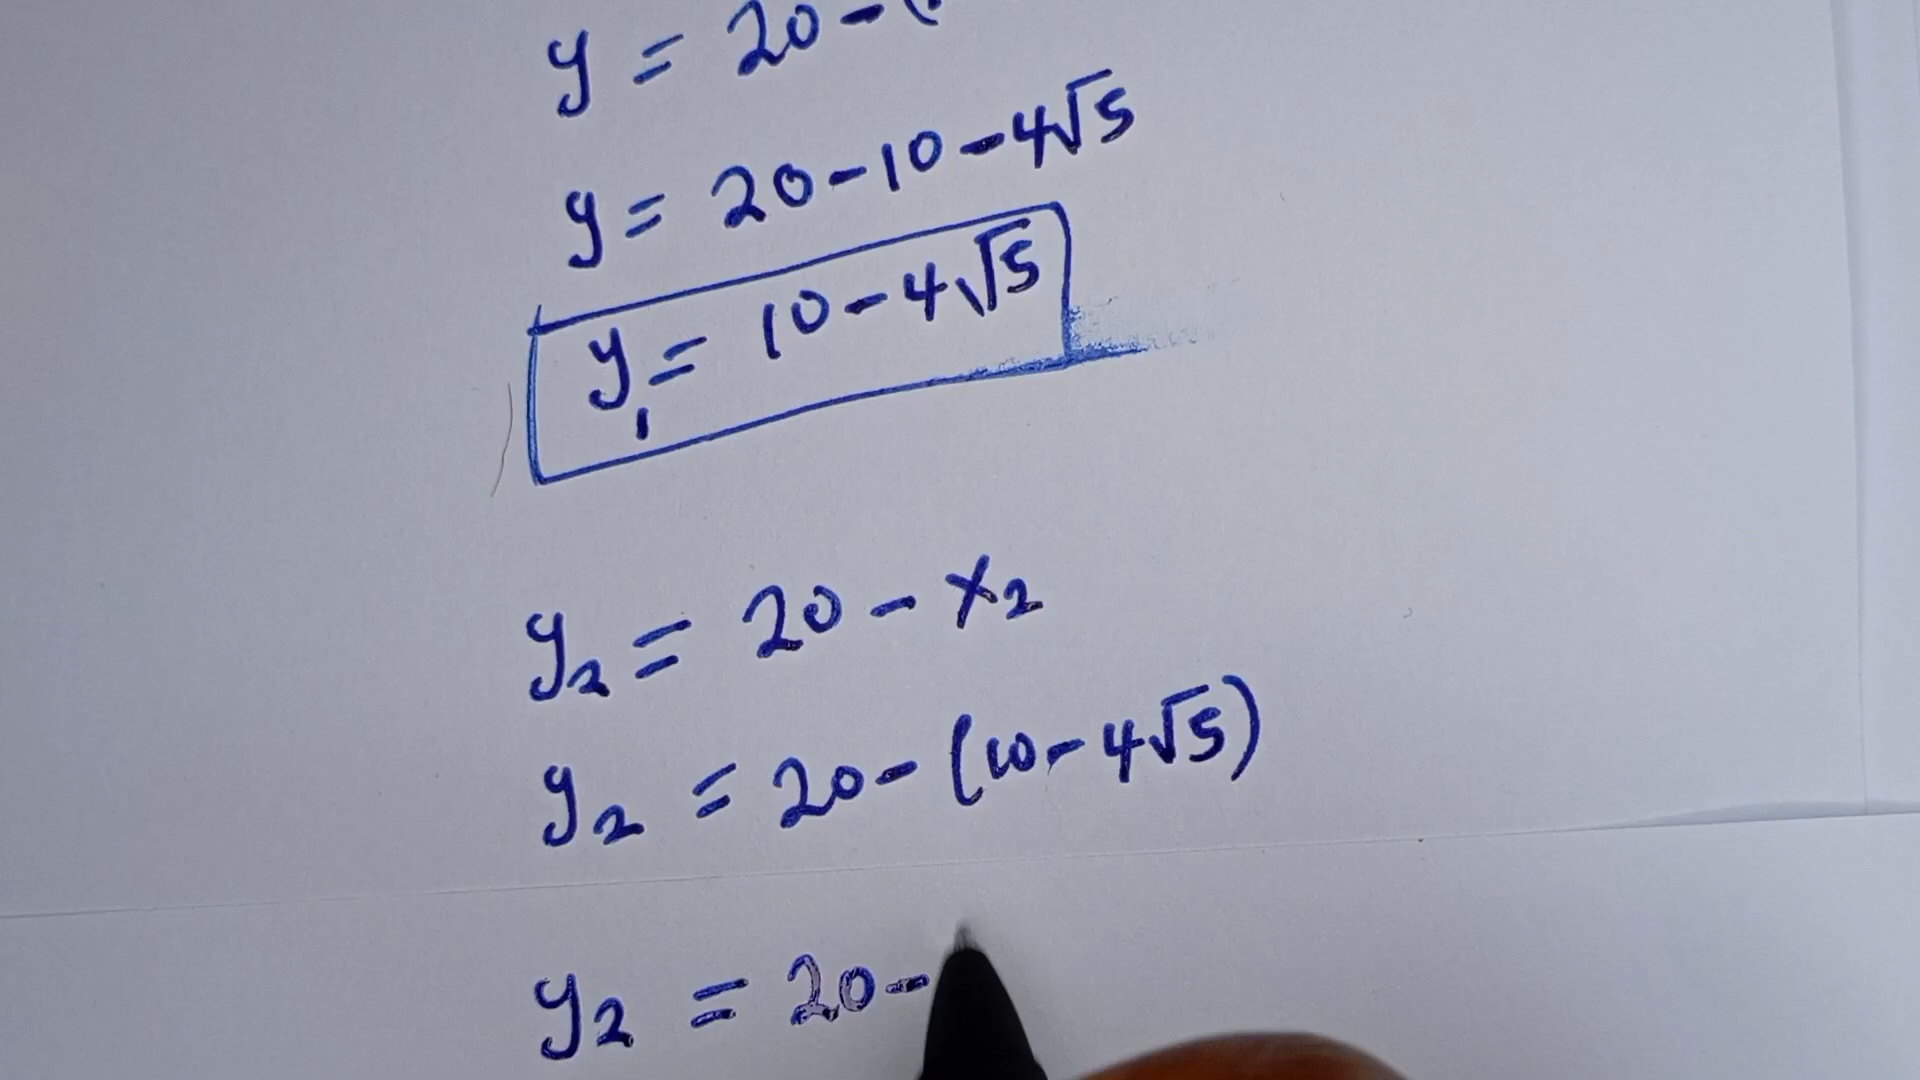 y = 20 - (
y = 20 - 10 - 4√5
y₁ = 10 - 4√5
y₂ = 20 - x₂
y₂ = 20 - (10 - 4√5)
y₂ = 20 -